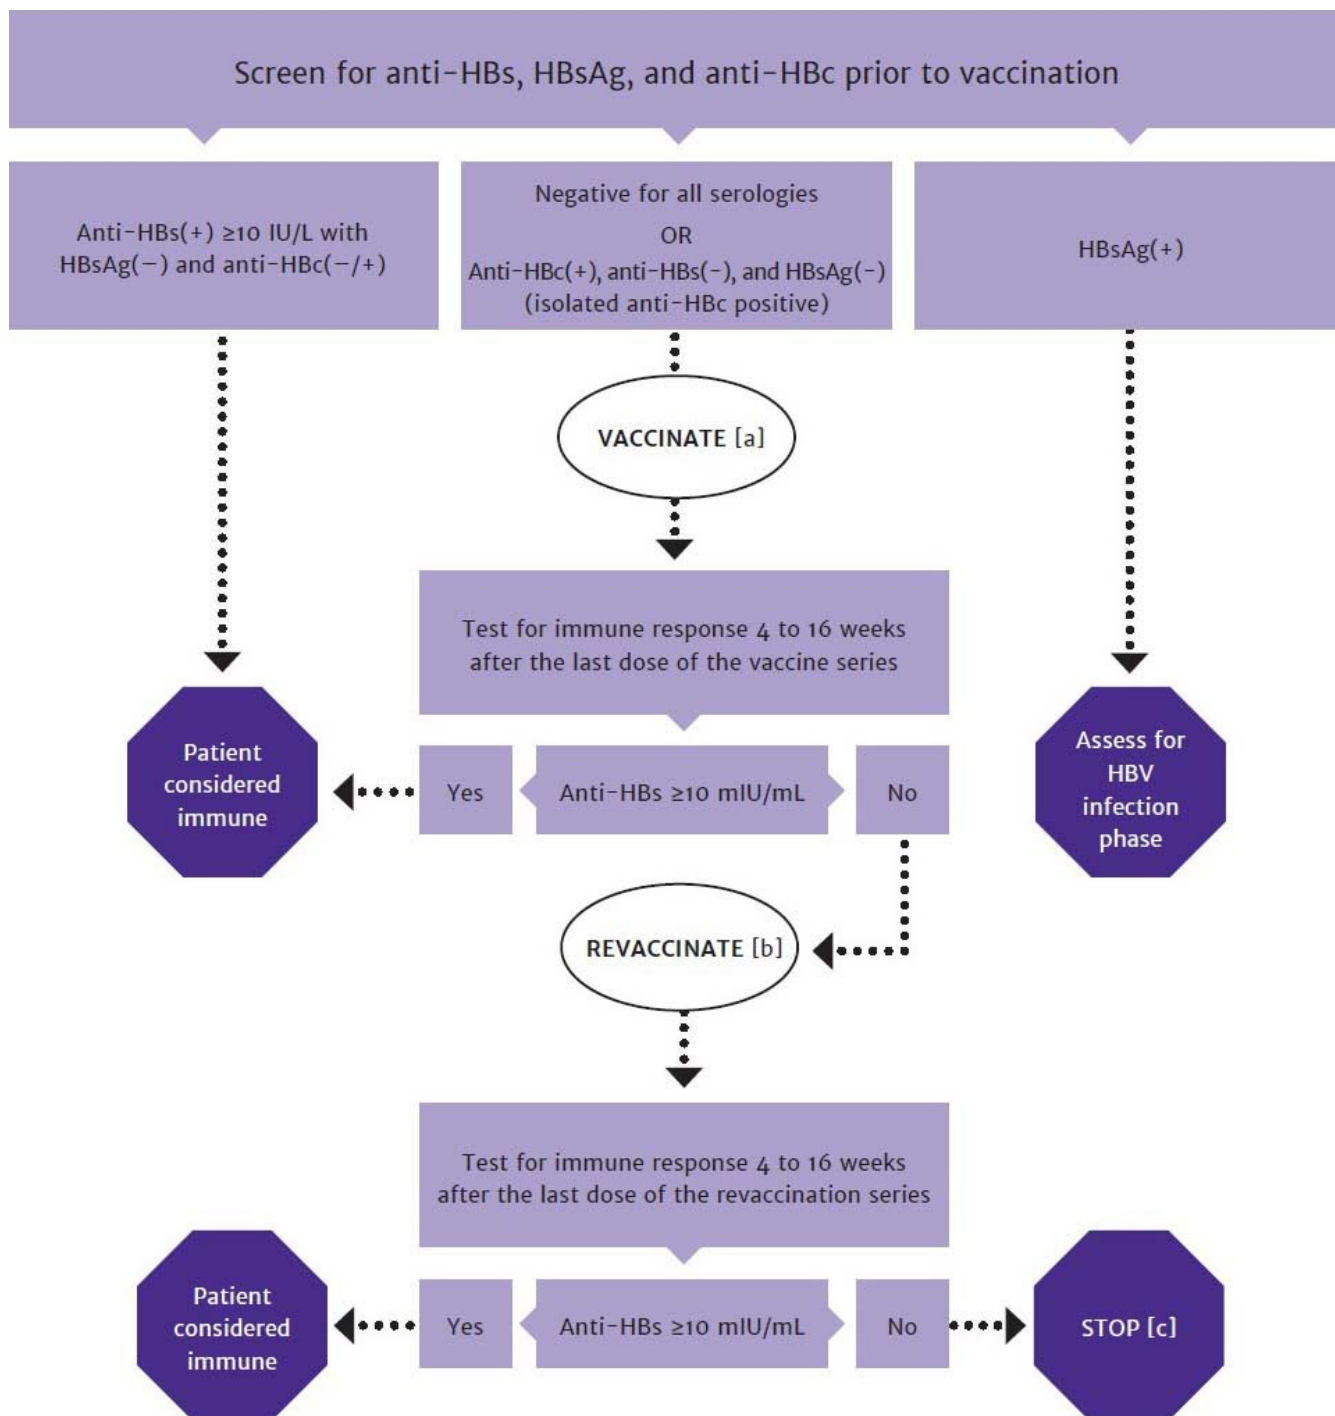 Screen for anti-HBs, HBsAg, and anti-HBc prior to vaccination
Anti-HBs(+) ≥10 IU/L with
HBsAg(−) and anti-HBc(−/+)
Negative for all serologies
OR
Anti-HBc(+), anti-HBs(-), and HBsAg(-)
(isolated anti-HBc positive)
HBsAg(+)
VACCINATE [a]
Test for immune response 4 to 16 weeks
after the last dose of the vaccine series
Patient
considered
immune
Yes
Anti-HBs ≥10 mIU/mL
No
Assess for
HBV
infection
phase
REVACCINATE [b]
Test for immune response 4 to 16 weeks
after the last dose of the revaccination series
Patient
considered
immune
Yes
Anti-HBs ≥10 mIU/mL
No
STOP [c]